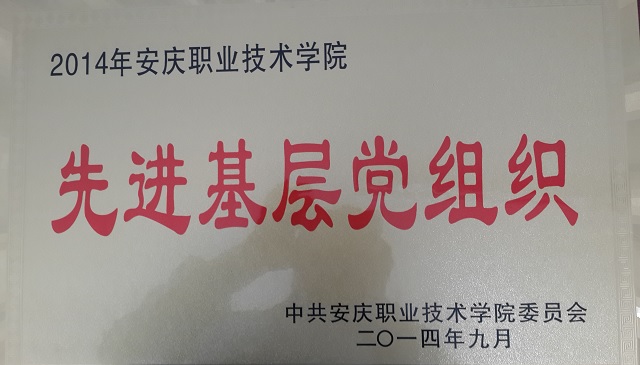 2014年安庆职业技术学院
先进基层党组织
中共安庆职业技术学院委员会
二〇一四年九月